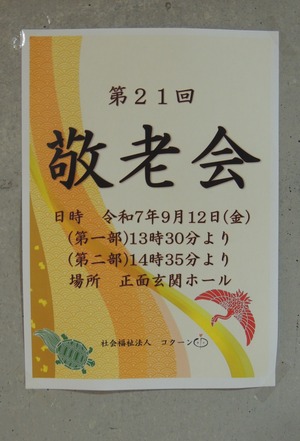 第21回
敬老会
日時　令和7年9月12日(金)
(第一部)13時30分より
(第二部)14時35分より
場所　正面玄関ホール
社会福祉法人　コターン